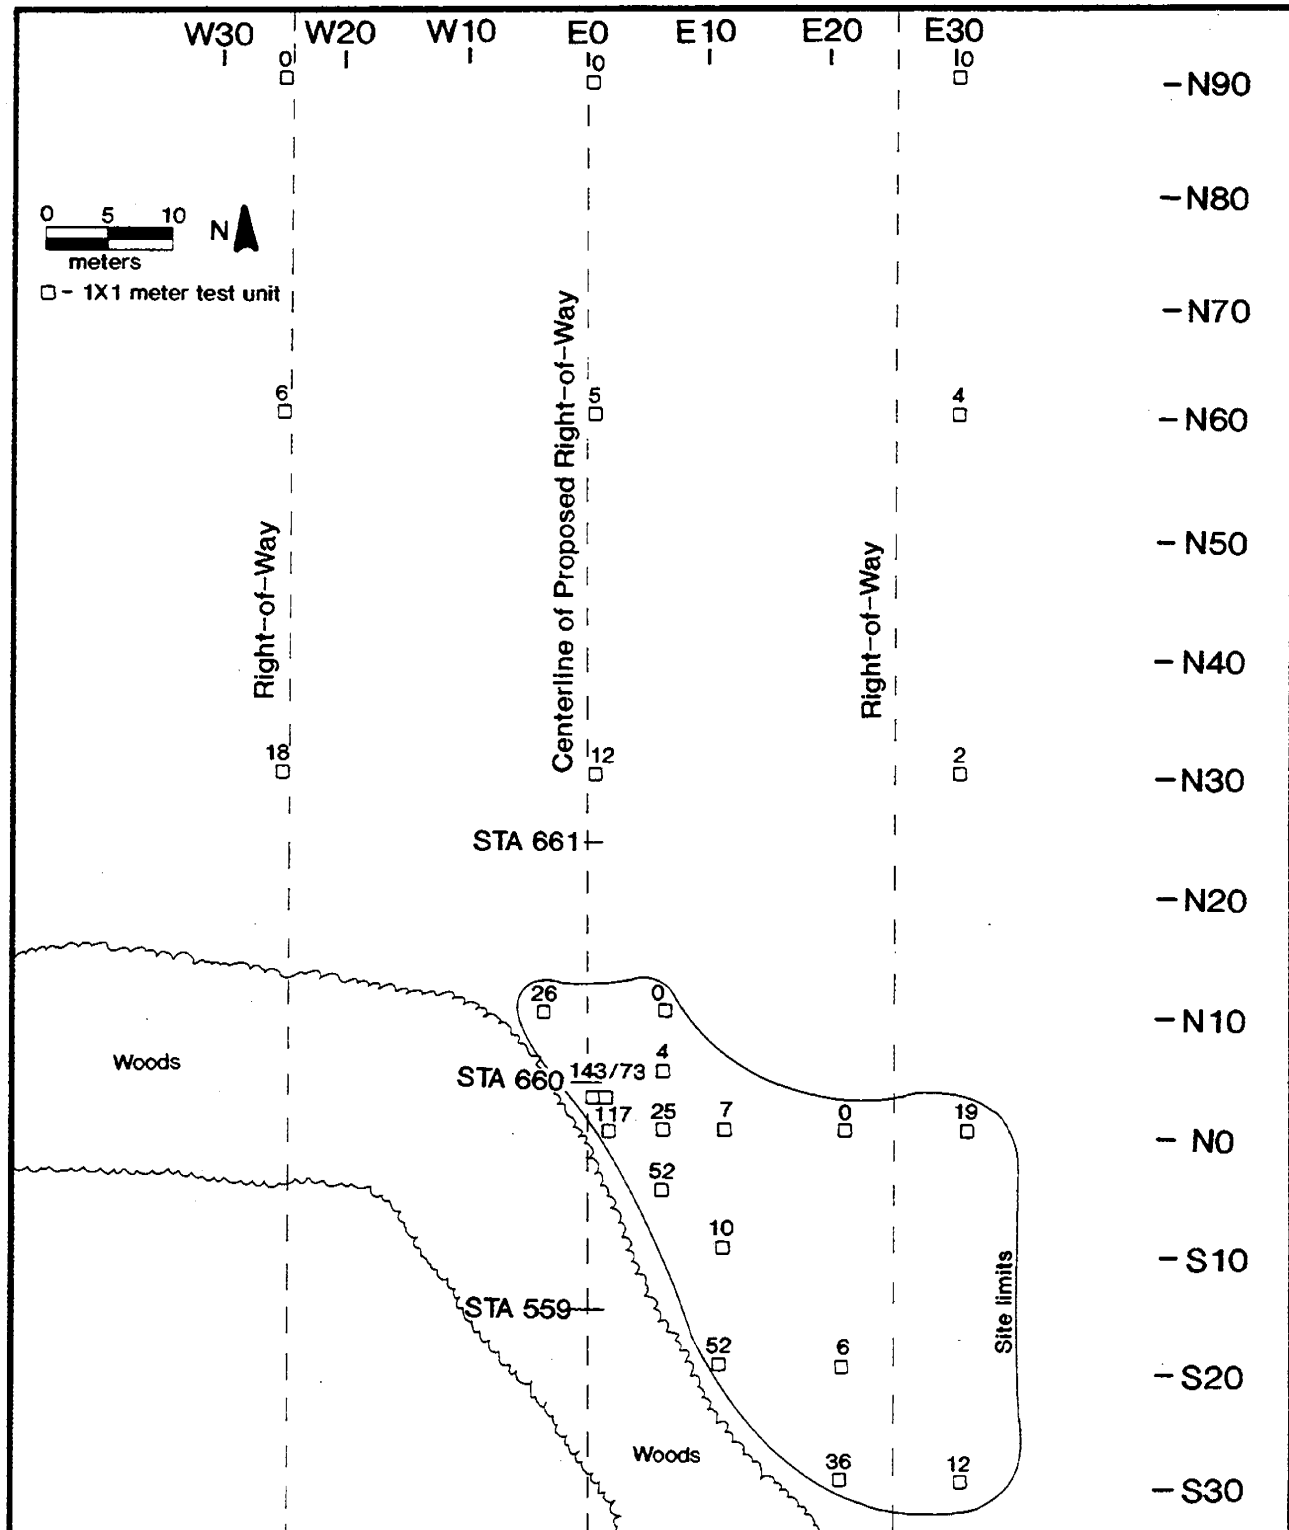 W30 W20 W10 E0 E10 E20 E30
0 0 0
N90
N80
0 5 10
N
meters
1X1 meter test unit
N70
6 5 4
N60
Centerline of Proposed Right-of-Way
Right-of-Way
Right-of-Way
N50
N40
18 12 2
N30
STA 661
N20
26 0
N10
Woods
4
STA 660 143/73
117 25 7 0 19
N0
52
10
S10
STA 559
Site limits
52 6
S20
Woods
36 12
S30